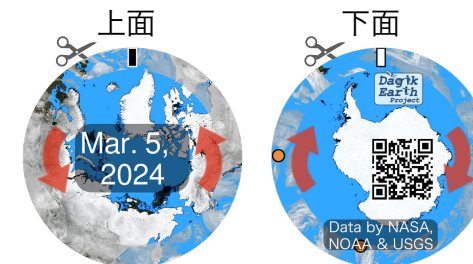 上面
下面
Mar. 5,
2024
Dagik
Earth
Project
Data by NASA,
NOAA & USGS